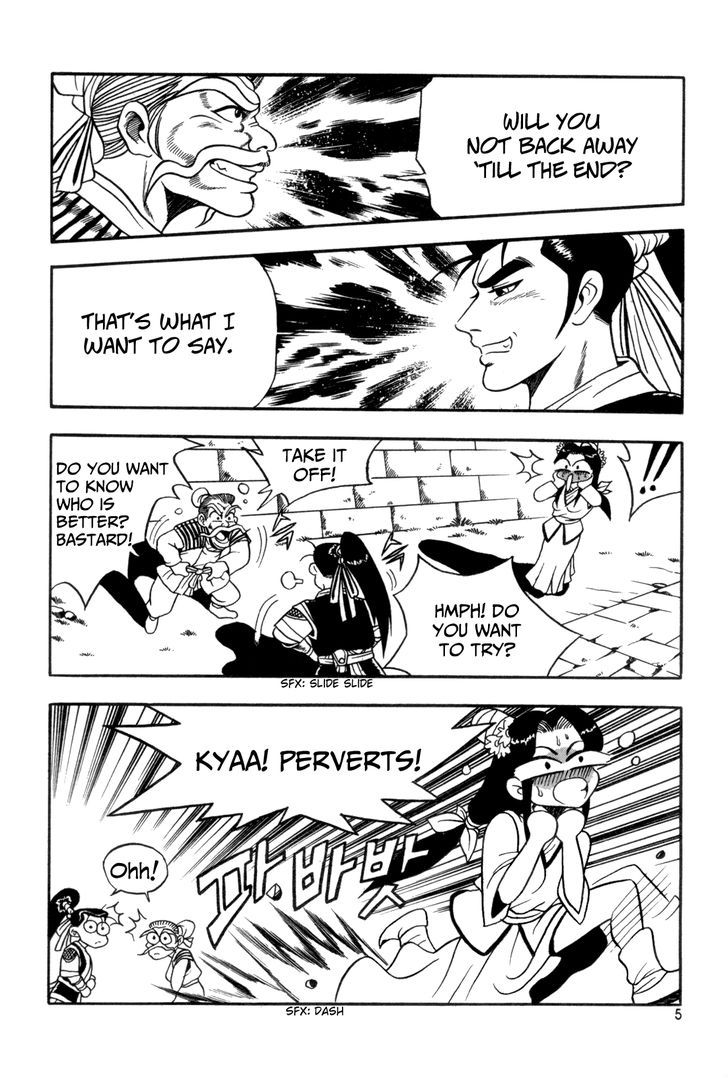 WILL YOU
NOT BACK AWAY
'TILL THE END?
THAT'S WHAT I
WANT TO SAY.
DO YOU WANT
TO KNOW
WHO IS
BETTER?
BASTARD!
TAKE IT
OFF!
!!
HMPH! DO
YOU WANT
TO TRY?
SFX: SLIDE SLIDE
KYAA! PERVERTS!
Ohh!
파.바밧
SFX: DASH
5